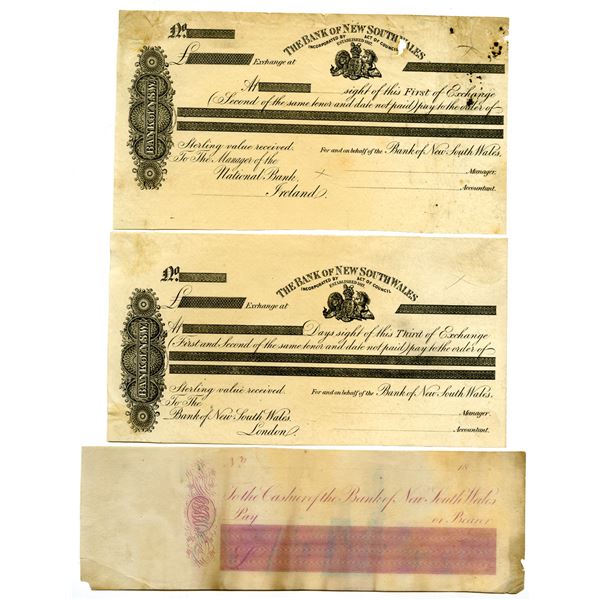 No.
THE BANK OF NEW SOUTH WALES
INCORPORATED BY ACT OF COUNCIL
ESTABLISHED 1817.
£ Exchange at
At sight of this First of Exchange
(Second of the same tenor and date not paid) pay to the order of
BANK OF N.S.W.
Sterling value received. For and on behalf of the Bank of New South Wales,
To The Manager of the Manager.
National Bank,
Ireland. Accountant.
No.
THE BANK OF NEW SOUTH WALES
INCORPORATED BY ACT OF COUNCIL
ESTABLISHED 1817.
£ Exchange at
At Days sight of this Third of Exchange
(First and Second of the same tenor and date not paid) pay to the order of
BANK OF N.S.W.
Sterling value received. For and on behalf of the Bank of New South Wales,
To The
Bank of New South Wales. Manager.
London. Accountant.
No 18
To the Cashier of the Bank of New South Wales
Pay or Bearer
£